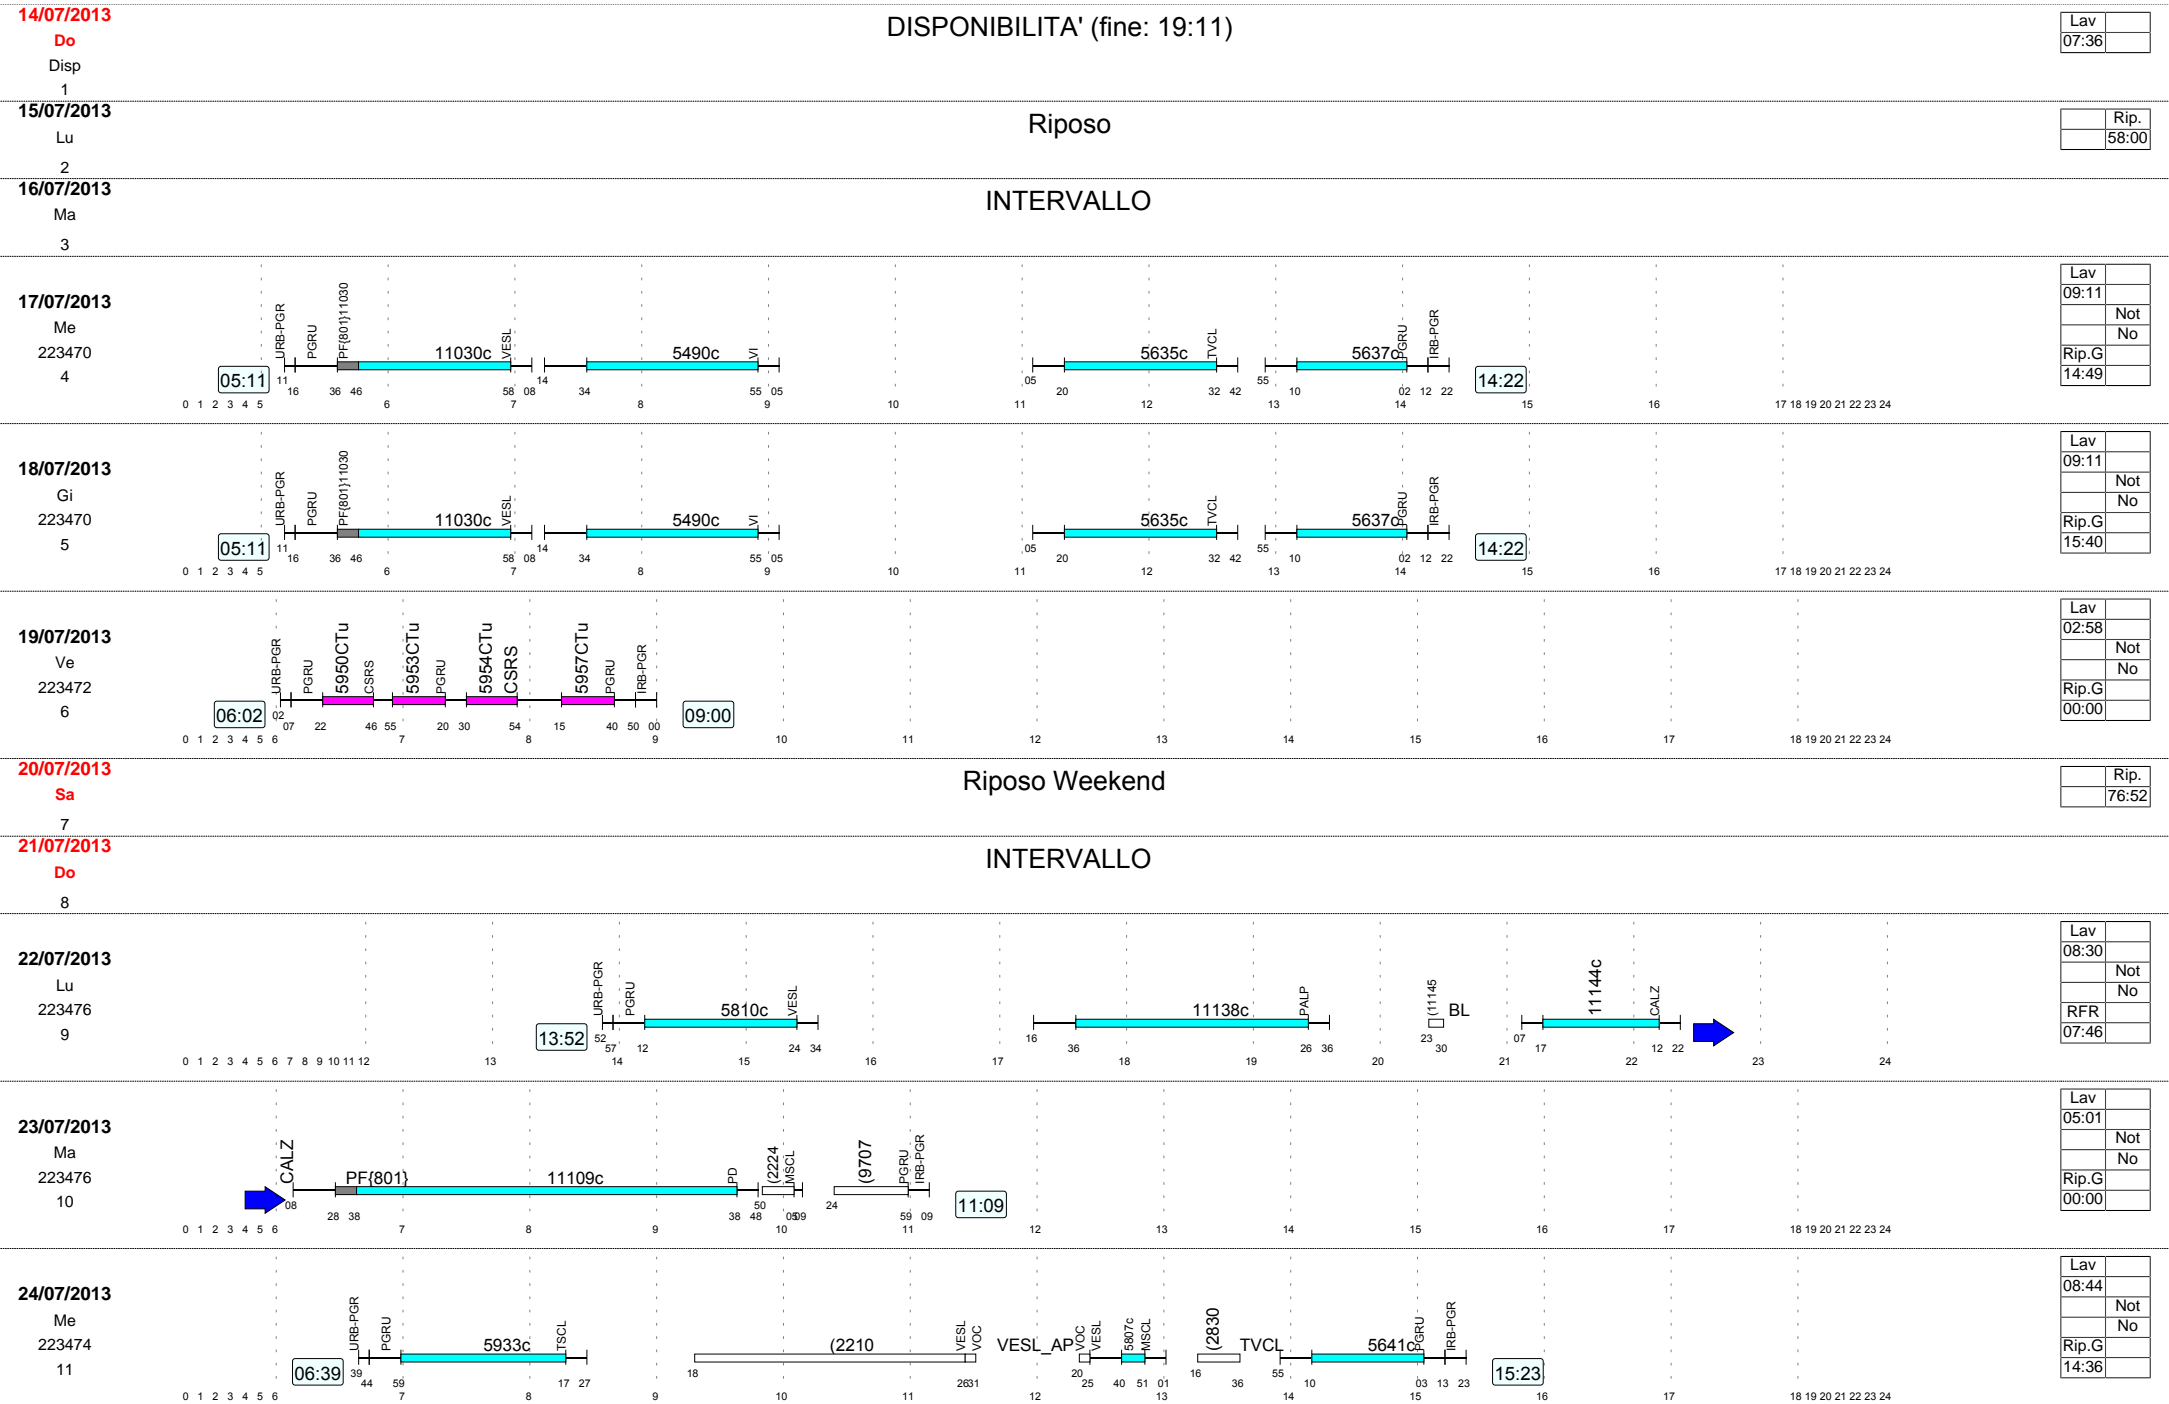 14/07/2013
Do
Disp
1
DISPONIBILITA' (fine: 19:11)
Lav
07:36
15/07/2013
Lu
2
Riposo
Rip.
58:00
16/07/2013
Ma
3
INTERVALLO
17/07/2013
Me
223470
4
URB-PGR PGRU PF{801}11030 11030c VESL 5490c VI 5635c TVCL 5637c PGRU IRB-PGR
05:11 11 16 36 46 58 08 14 34 55 05 05 20 32 42 55 10 02 12 22 14:22
0 1 2 3 4 5 6 7 8 9 10 11 12 13 14 15 16 17 18 19 20 21 22 23 24
Lav
09:11
Not
No
Rip.G
14:49
18/07/2013
Gi
223470
5
URB-PGR PGRU PF{801}11030 11030c VESL 5490c VI 5635c TVCL 5637c PGRU IRB-PGR
05:11 11 16 36 46 58 08 14 34 55 05 05 20 32 42 55 10 02 12 22 14:22
0 1 2 3 4 5 6 7 8 9 10 11 12 13 14 15 16 17 18 19 20 21 22 23 24
Lav
09:11
Not
No
Rip.G
15:40
19/07/2013
Ve
223472
6
URB-PGR PGRU 5950CTu CSRS 5953CTu PGRU 5954CTu CSRS 5957CTu PGRU IRB-PGR
06:02 02 07 22 46 55 20 30 54 15 40 50 00 09:00
0 1 2 3 4 5 6 7 8 9 10 11 12 13 14 15 16 17 18 19 20 21 22 23 24
Lav
02:58
Not
No
Rip.G
00:00
20/07/2013
Sa
7
Riposo Weekend
Rip.
76:52
21/07/2013
Do
8
INTERVALLO
22/07/2013
Lu
223476
9
URB-PGR PGRU 5810c VESL 11138c PALP (11145 BL 11144c CALZ
13:52 52 57 12 24 34 16 36 26 36 23 30 07 17 12 22
0 1 2 3 4 5 6 7 8 9 10 11 12 13 14 15 16 17 18 19 20 21 22 23 24
Lav
08:30
Not
No
RFR
07:46
23/07/2013
Ma
223476
10
CALZ PF{801} 11109c PD (2224 MSCL (9707 PGRU IRB-PGR
08 28 38 38 48 50 05 09 24 59 09 11:09
0 1 2 3 4 5 6 7 8 9 10 11 12 13 14 15 16 17 18 19 20 21 22 23 24
Lav
05:01
Not
No
Rip.G
00:00
24/07/2013
Me
223474
11
URB-PGR PGRU 5933c TSCL (2210 VESL VOC VESL_AP VOC VESL 5807c MSCL (2830 TVCL 5641c PGRU IRB-PGR
06:39 39 44 59 17 27 18 26 31 20 25 40 51 01 16 36 55 10 03 13 23 15:23
0 1 2 3 4 5 6 7 8 9 10 11 12 13 14 15 16 17 18 19 20 21 22 23 24
Lav
08:44
Not
No
Rip.G
14:36